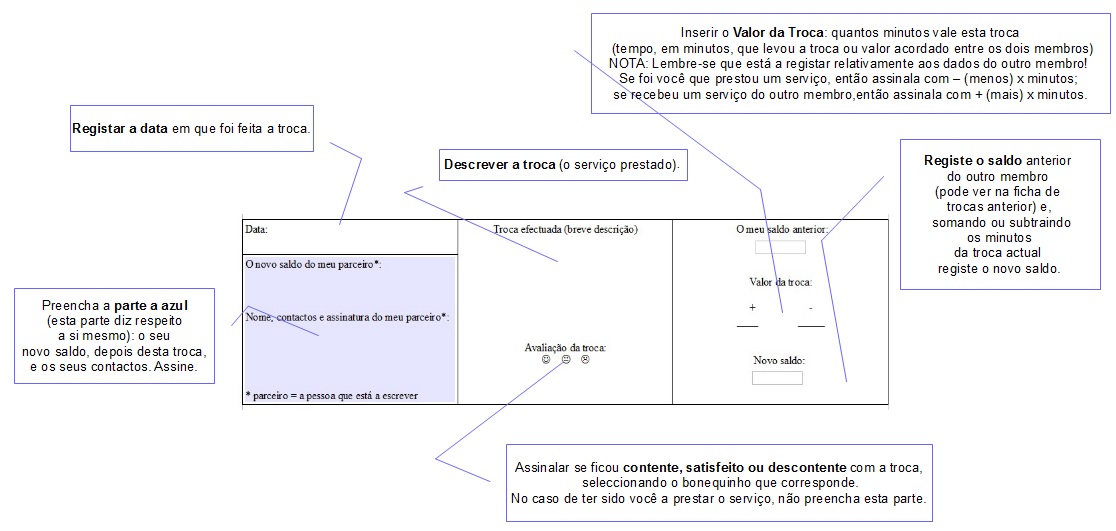 Inserir o Valor da Troca: quantos minutos vale esta troca
(tempo, em minutos, que levou a troca ou valor acordado entre os dois membros)
NOTA: Lembre-se que está a registar relativamente aos dados do outro membro!
Se foi você que prestou um serviço, então assinala com – (menos) x minutos;
se recebeu um serviço do outro membro,então assinala com + (mais) x minutos.
Registar a data em que foi feita a troca.
Descrever a troca (o serviço prestado).
Registe o saldo anterior
do outro membro
(pode ver na ficha de
trocas anterior) e,
somando ou subtraindo
os minutos
da troca actual
registe o novo saldo.
Data:
O novo saldo do meu parceiro*:
Nome, contactos e assinatura do meu parceiro*:
* parceiro = a pessoa que está a escrever
Troca efectuada (breve descrição)
Avaliação da troca:
☺ 😐 ☹
O meu saldo anterior:
Valor da troca:
+ -
Novo saldo:
Preencha a parte a azul
(esta parte diz respeito
a si mesmo): o seu
novo saldo, depois desta troca,
e os seus contactos. Assine.
Assinalar se ficou contente, satisfeito ou descontente com a troca,
seleccionando o bonequinho que corresponde.
No caso de ter sido você a prestar o serviço, não preencha esta parte.